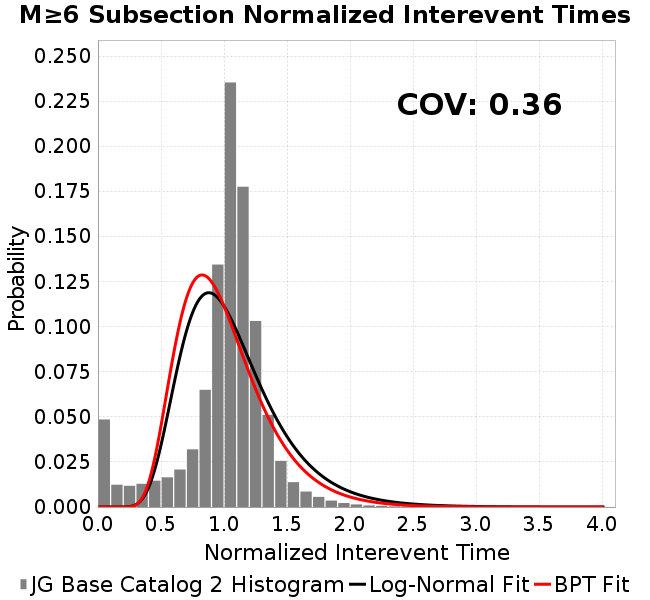 M≥6 Subsection Normalized Interevent Times
COV: 0.36
Probability
0.250
0.225
0.200
0.175
0.150
0.125
0.100
0.075
0.050
0.025
0.000
0.0 0.5 1.0 1.5 2.0 2.5 3.0 3.5 4.0
Normalized Interevent Time
JG Base Catalog 2 Histogram Log-Normal Fit BPT Fit